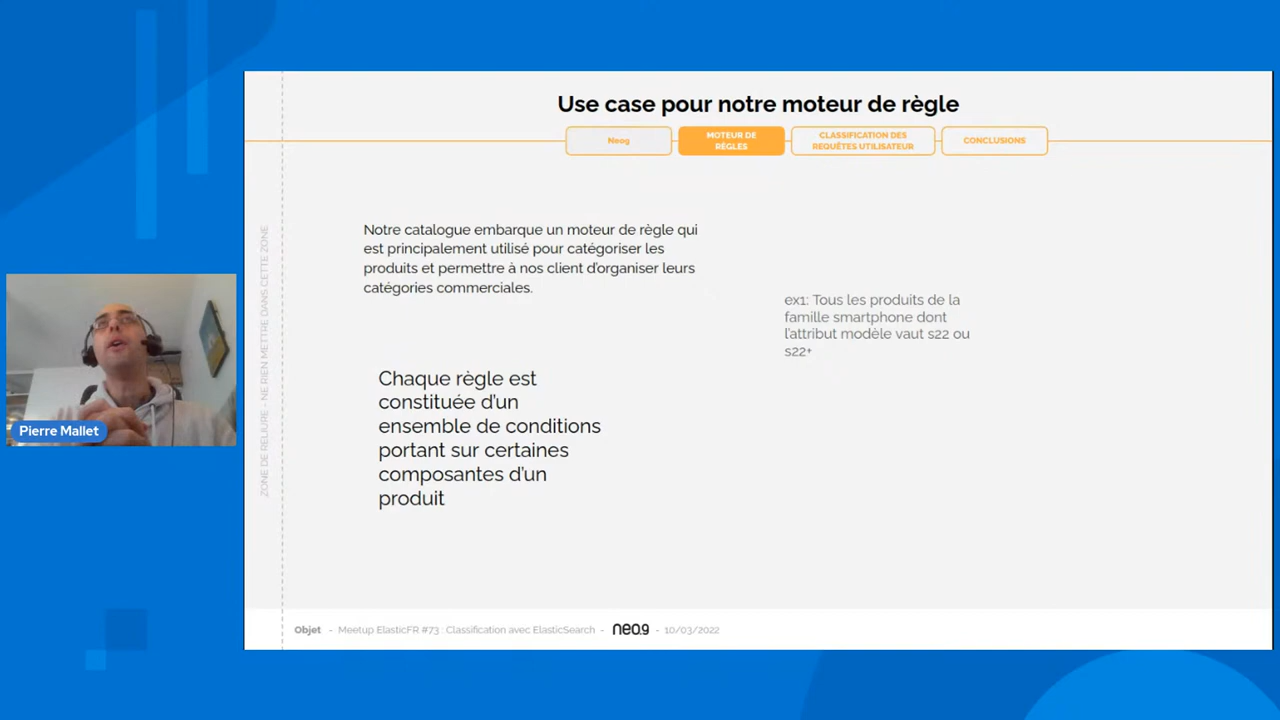 Use case pour notre moteur de règle
Neo9
MOTEUR DE
RÈGLES
CLASSIFICATION DES
REQUÊTES UTILISATEUR
CONCLUSIONS
Notre catalogue embarque un moteur de règle qui
est principalement utilisé pour catégoriser les
produits et permettre à nos client d'organiser leurs
catégories commerciales.
ex1: Tous les produits de la
famille smartphone dont
l'attribut modèle vaut s22 ou
s22+
Chaque règle est
constituée d'un
ensemble de conditions
portant sur certaines
composantes d'un
produit
ZONE DE RELIURE - NE RIEN METTRE DANS CETTE ZONE
Pierre Mallet
Objet - Meetup ElasticFR #73 : Classification avec ElasticSearch - neo.9 - 10/03/2022